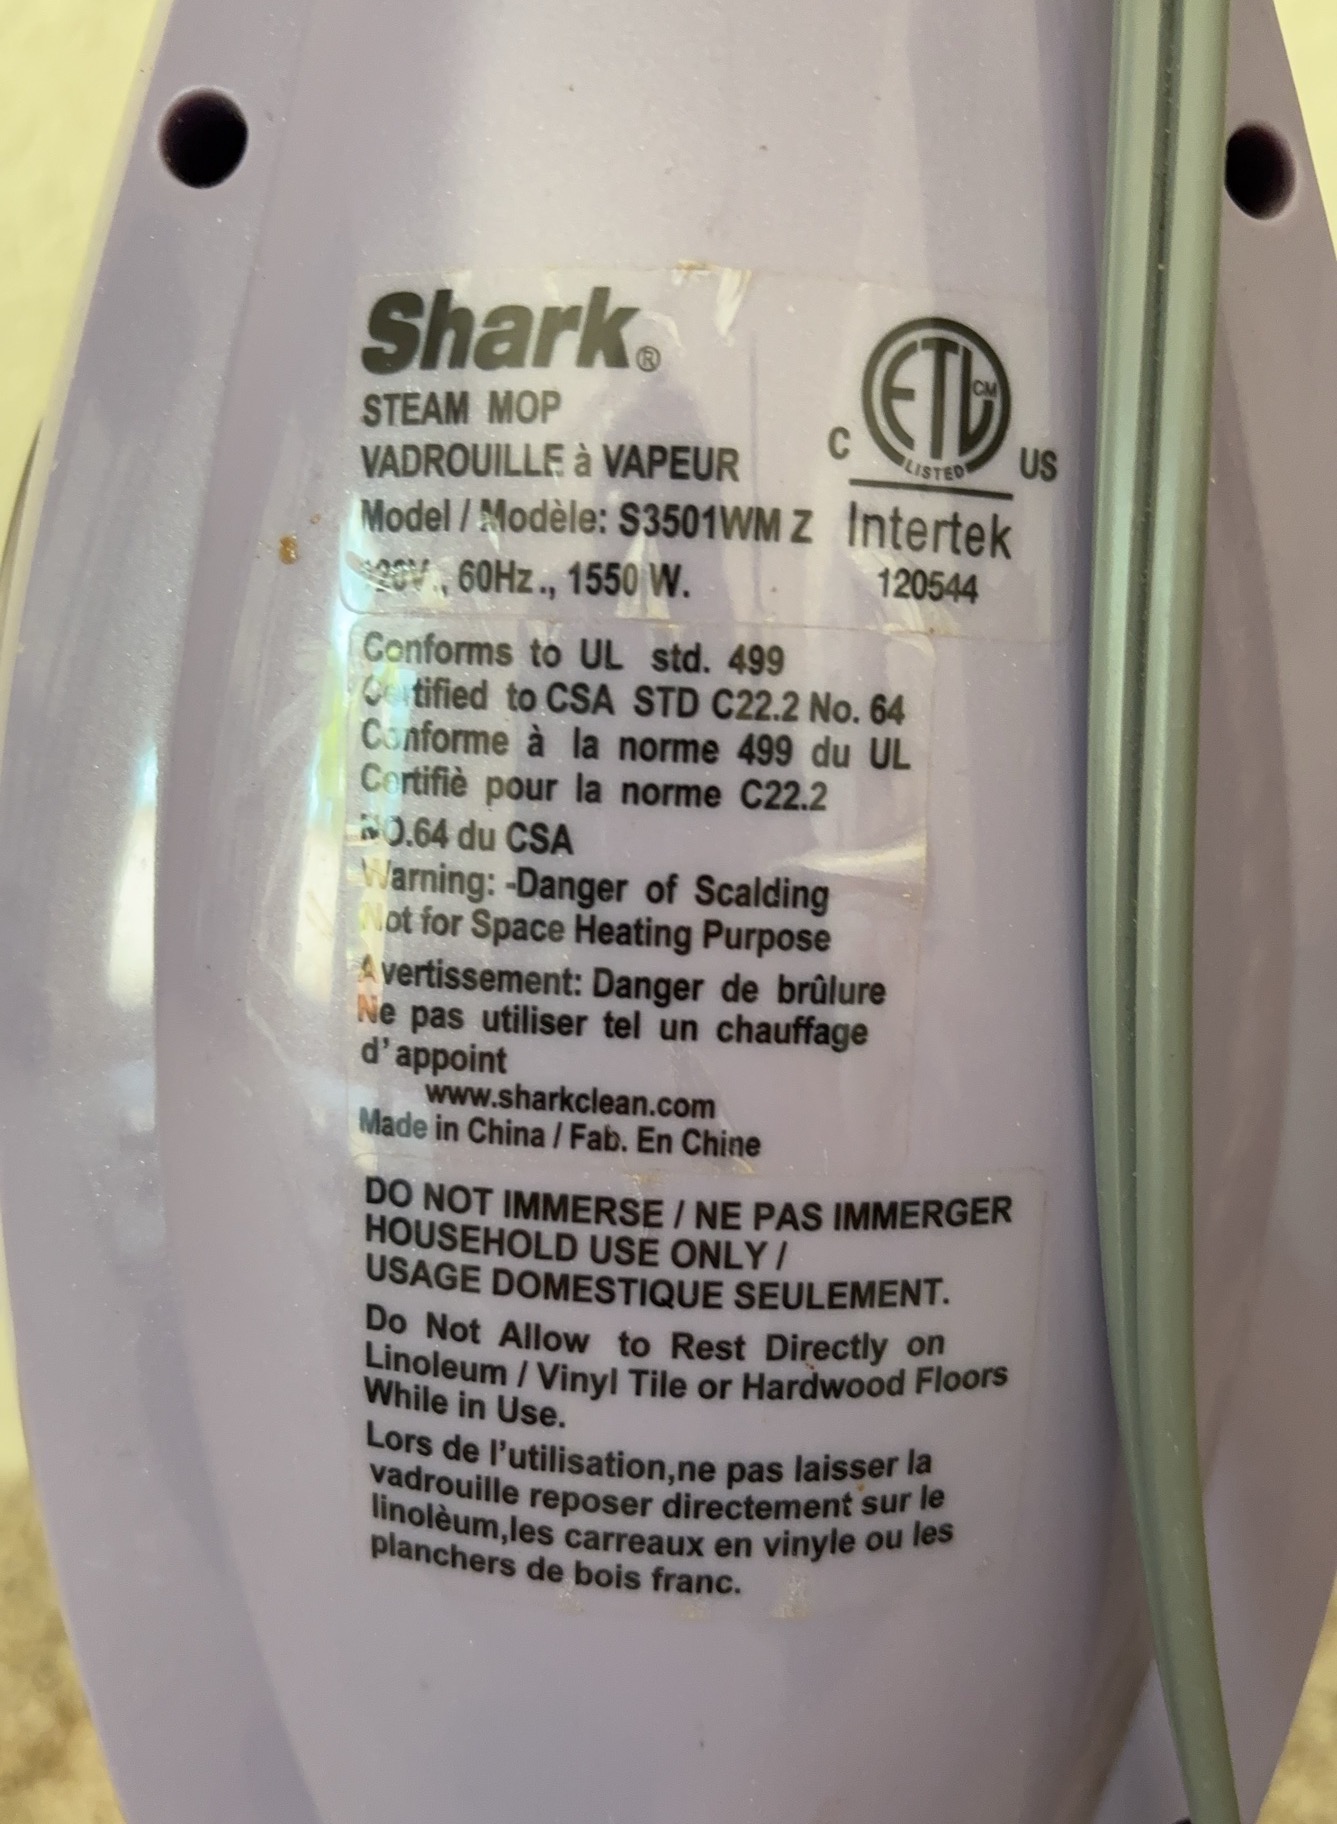 Shark®
STEAM MOP
VADROUILLE à VAPEUR
Model / Modèle: S3501WM Z
120V., 60Hz., 1550 W.
ETL CM
LISTED
C US
Intertek
120544
Conforms to UL std. 499
Certified to CSA STD C22.2 No. 64
Conforme à la norme 499 du UL
Certifiè pour la norme C22.2
NO.64 du CSA
Warning: -Danger of Scalding
Not for Space Heating Purpose
Avertissement: Danger de brûlure
Ne pas utiliser tel un chauffage
d'appoint
www.sharkclean.com
Made in China / Fab. En Chine
DO NOT IMMERSE / NE PAS IMMERGER
HOUSEHOLD USE ONLY /
USAGE DOMESTIQUE SEULEMENT.
Do Not Allow to Rest Directly on
Linoleum / Vinyl Tile or Hardwood Floors
While in Use.
Lors de l'utilisation,ne pas laisser la
vadrouille reposer directement sur le
linolèum,les carreaux en vinyle ou les
planchers de bois franc.